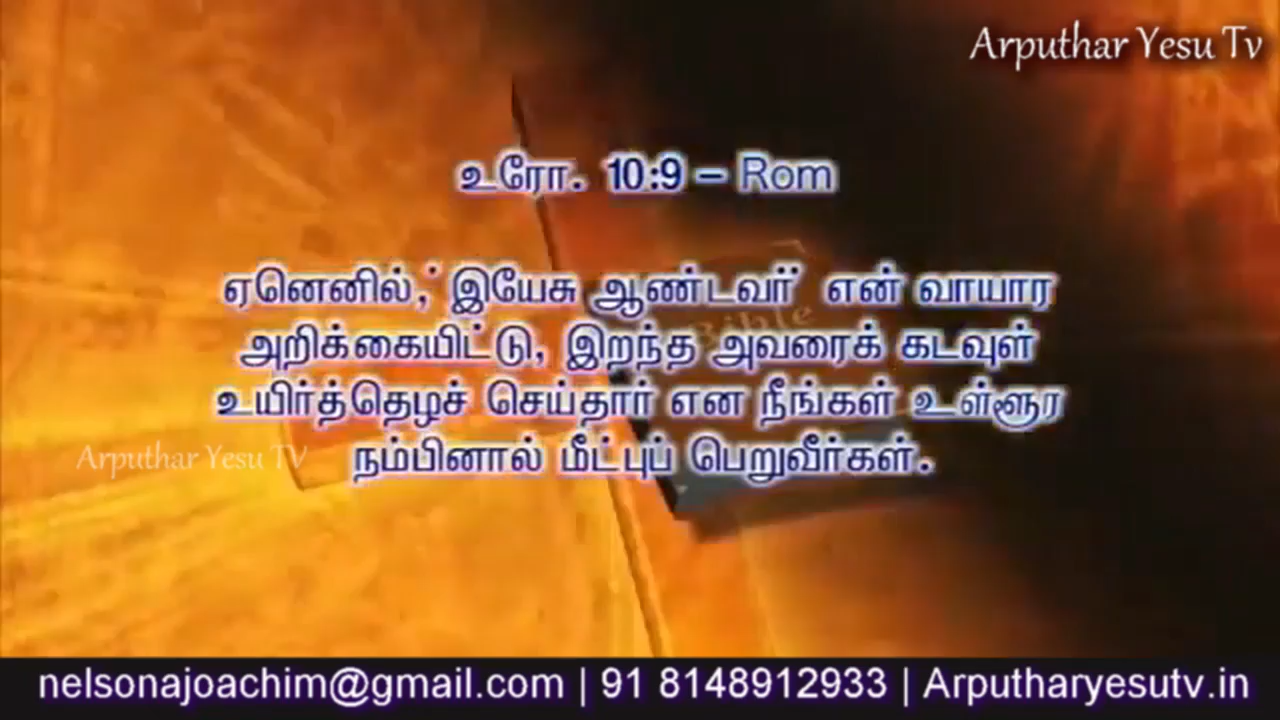 Arputhar Yesu Tv
உரோ. 10:9 – Rom
ஏனெனில், 'இயேசு ஆண்டவர்' என் வாயார
அறிக்கையிட்டு, இறந்த அவரைக் கடவுள்
உயிர்த்தெழச் செய்தார் என நீங்கள் உள்ளூர
நம்பினால் மீட்புப் பெறுவீர்கள்.
Bible
Arputhar Yesu TV
nelsonajoachim@gmail.com | 91 8148912933 | Arputharyesutv.in